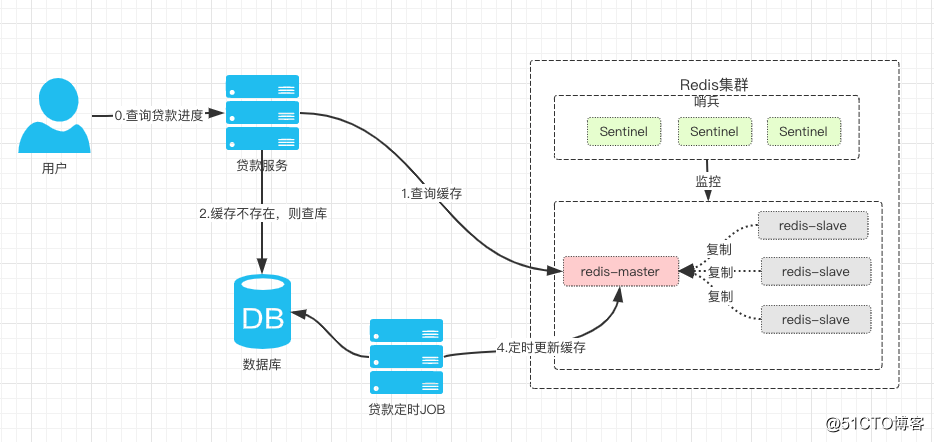 Redis集群
哨兵
Sentinel
Sentinel
Sentinel
0.查询贷款进度
用户
贷款服务
监控
1.查询缓存
2.缓存不存在，则查库
redis-slave
复制
redis-master
复制
redis-slave
复制
redis-slave
DB
数据库
4.定时更新缓存
贷款定时JOB
@51CTO博客